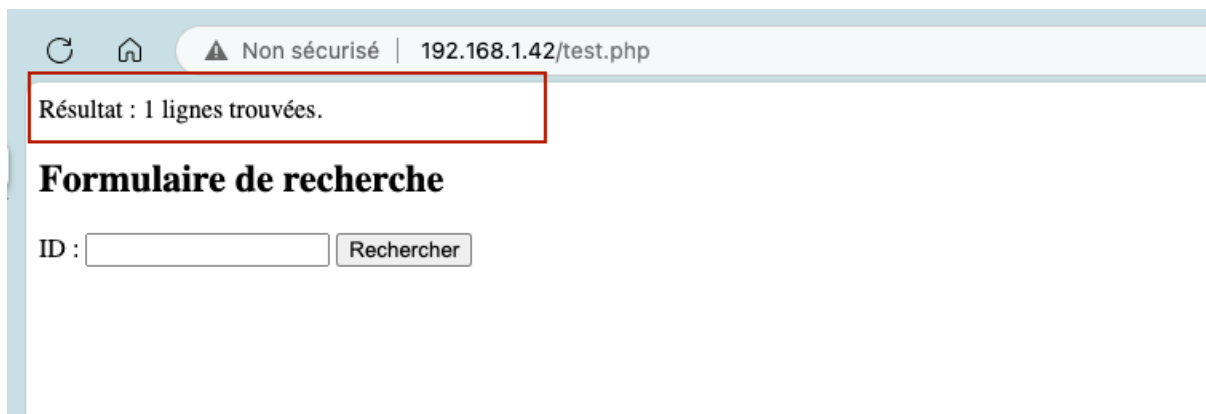 Non sécurisé | 192.168.1.42/test.php
Résultat : 1 lignes trouvées.
Formulaire de recherche
ID : Rechercher